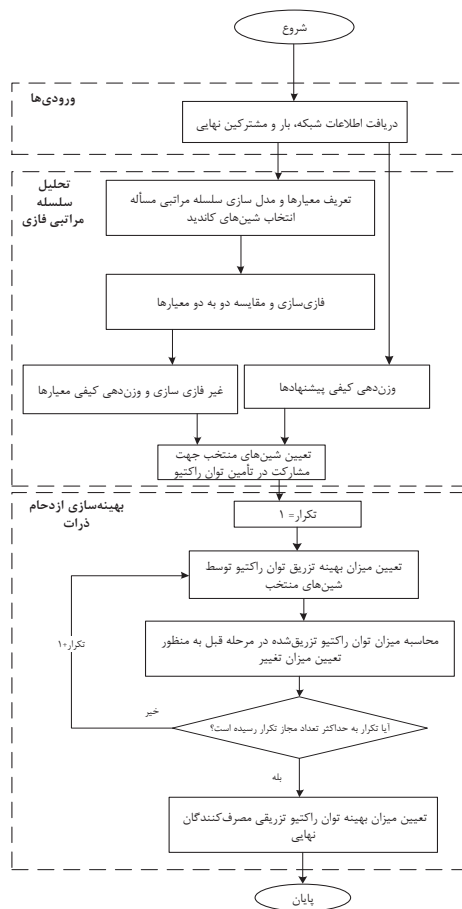 شروع
ورودی‌ها
دریافت اطلاعات شبکه، بار و مشترکین نهایی
تحلیل
سلسله
مراتبی فازی
تعریف معیارها و مدل سازی سلسله مراتبی مسأله
انتخاب شین‌های کاندید
فازی‌سازی و مقایسه دو به دو معیارها
وزن‌دهی کیفی پیشنهادها
غیر فازی سازی و وزن‌دهی کیفی معیارها
تعیین شین‌های منتخب جهت
مشارکت در تأمین توان راکتیو
بهینه‌سازی ازدحام
ذرات
تکرار= ۱
تعیین میزان بهینه تزریق توان راکتیو توسط
شین‌های منتخب
تکرار+۱
محاسبه میزان توان راکتیو تزریق‌شده در مرحله قبل به منظور
تعیین میزان تغییر
خیر
آیا تکرار به حداکثر تعداد مجاز تکرار رسیده است؟
بله
تعیین میزان بهینه توان راکتیو تزریقی مصرف‌کنندگان
نهایی
پایان